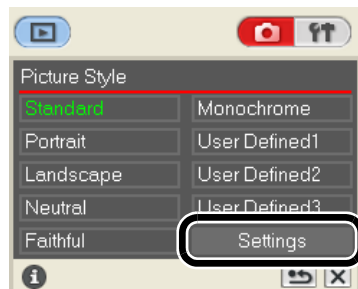 Picture Style
Standard
Monochrome
Portrait
User Defined1
Landscape
User Defined2
Neutral
User Defined3
Faithful
Settings